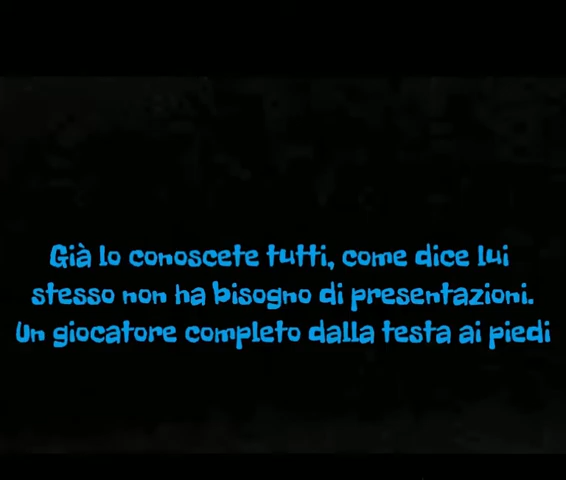 Già lo conoscete tutti, come dice lui
stesso non ha bisogno di presentazioni.
Un giocatore completo dalla testa ai piedi